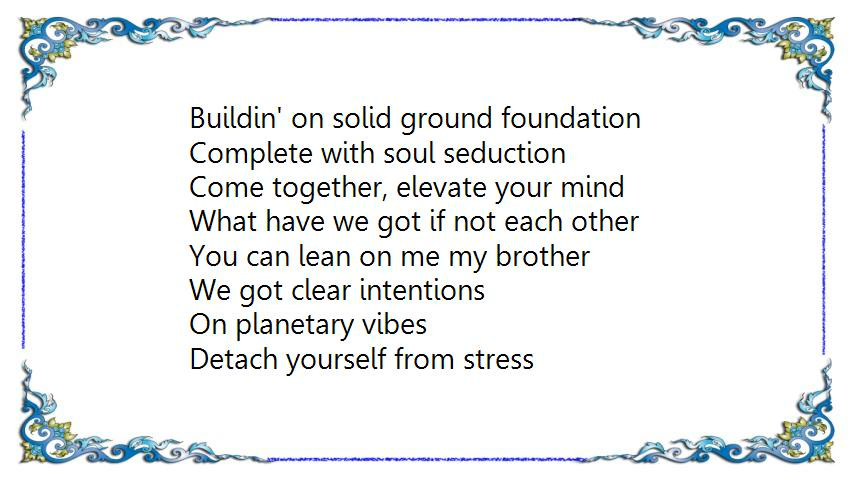 Buildin' on solid ground foundation
Complete with soul seduction
Come together, elevate your mind
What have we got if not each other
You can lean on me my brother
We got clear intentions
On planetary vibes
Detach yourself from stress